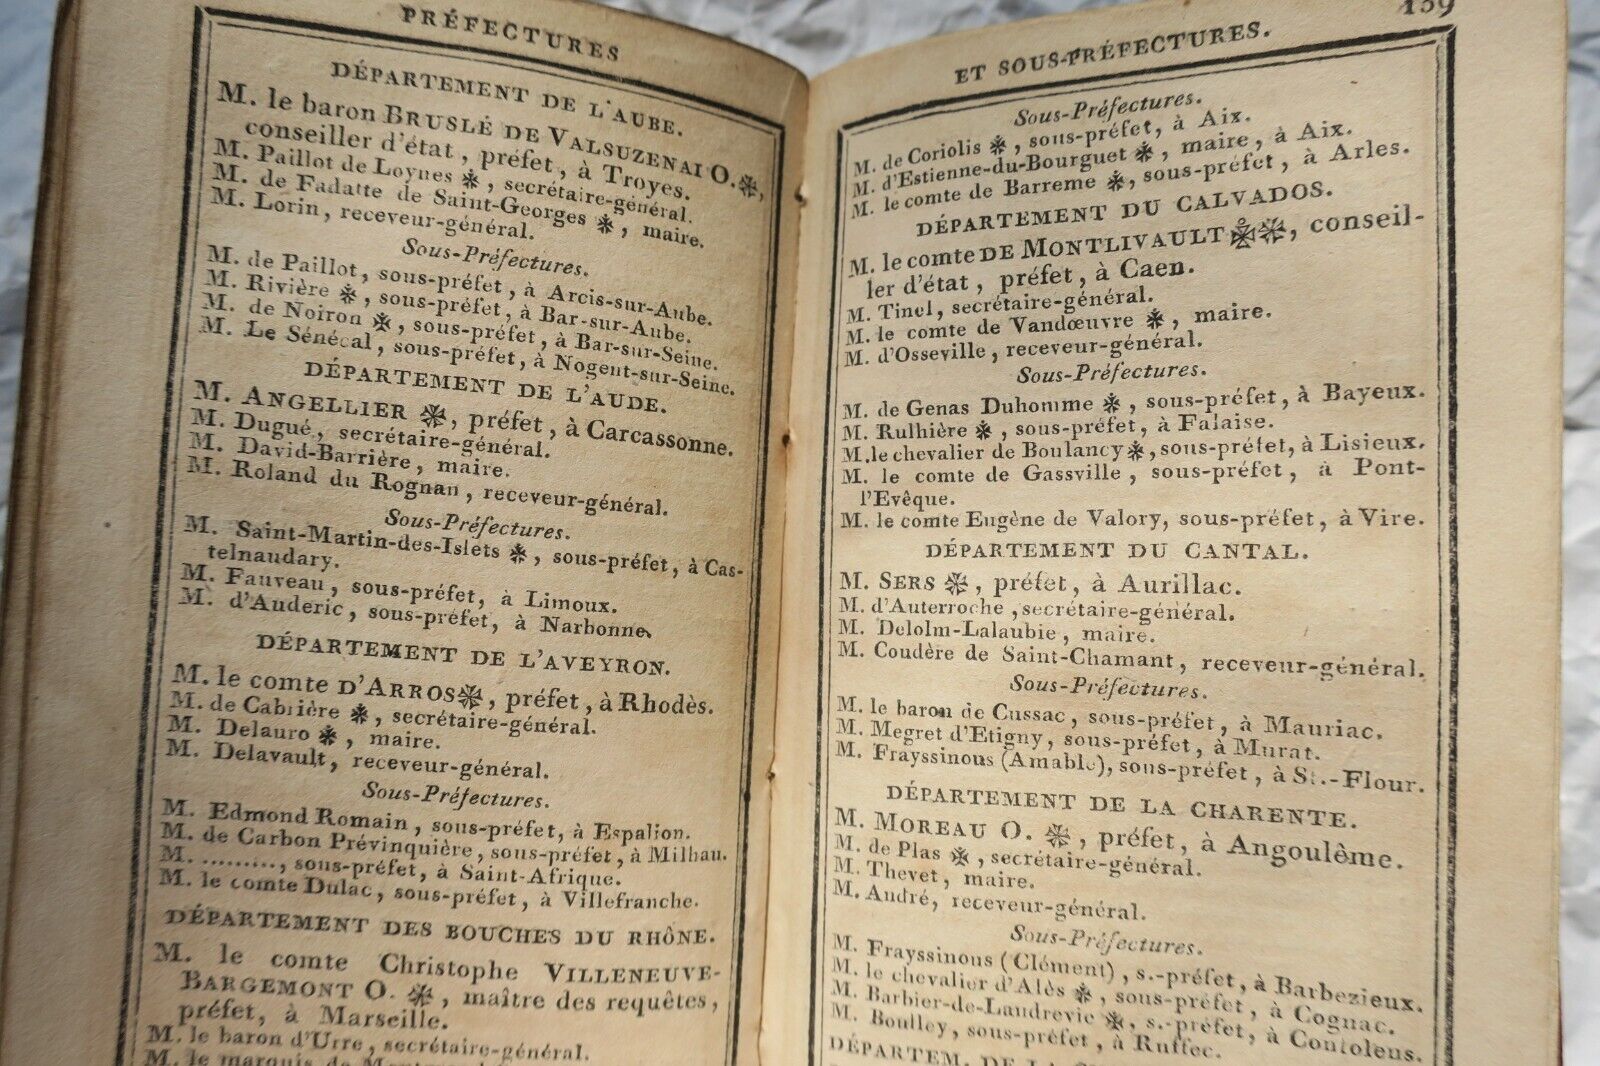 PRÉFECTURES
DÉPARTEMENT DE L'AUBE.
M. le baron BRUSLÉ DE VALSUZENAI O. ,
conseiller d'état, préfet, à Troyes.
M. Paillot de Loynes , secrétaire-général.
M. de Fadatte de Saint-Georges , maire.
M. Lorin, receveur-général.
Sous-Préfectures.
M. de Paillot, sous-préfet, à Arcis-sur-Aube.
M. Rivière , sous-préfet, à Bar-sur-Aube.
M. de Noiron , sous-préfet, à Bar-sur-Seine.
M. Le Sénécal, sous-préfet, à Nogent-sur-Seine.
DÉPARTEMENT DE L'AUDE.
M. ANGELLIER , préfet, à Carcassonne.
M. Dugué, secrétaire-général.
M. David-Barrière, maire.
M. Roland du Rognan, receveur-général.
Sous-Préfectures.
M. Saint-Martin-des-Islets , sous-préfet, à Cas-
telnaudary.
M. Fauveau, sous-préfet, à Limoux.
M. d'Auderic, sous-préfet, à Narbonne.
DÉPARTEMENT DE L'AVEYRON.
M. le comte D'ARROS , préfet, à Rhodès.
M. de Cabrière , secrétaire-général.
M. Delauro , maire.
M. Delavault, receveur-général.
Sous-Préfectures.
M. Edmond Romain, sous-préfet, à Espalion.
M. de Carbon Prévinquière, sous-préfet, à Milhau.
M. ........., sous-préfet, à Saint-Afrique.
M. le comte Dulac, sous-préfet, à Villefranche.
DÉPARTEMENT DES BOUCHES DU RHÔNE.
M. le comte Christophe VILLENEUVE-
BARGEMONT O. , maître des requêtes,
préfet, à Marseille.
M. le baron d'Urre, secrétaire-général.
M. le marquis de
159
ET SOUS-PRÉFECTURES.
Sous-Préfectures.
M. de Coriolis , sous-préfet, à Aix.
M. d'Estienne-du-Bourguet , maire, à Aix.
M. le comte de Barreme , sous-préfet, à Arles.
DÉPARTEMENT DU CALVADOS.
M. le comte DE MONTLIVAULT , conseil-
ler d'état, préfet, à Caen.
M. Tinel, secrétaire-général.
M. le comte de Vandœuvre , maire.
M. d'Osseville, receveur-général.
Sous-Préfectures.
M. de Genas Duhomme , sous-préfet, à Bayeux.
M. Rulhière , sous-préfet, à Falaise.
M. le chevalier de Boulancy , sous-préfet, à Lisieux.
M. le comte de Gassville, sous-préfet, à Pont-
l'Evêque.
M. le comte Eugène de Valory, sous-préfet, à Vire.
DÉPARTEMENT DU CANTAL.
M. SERS , préfet, à Aurillac.
M. d'Auterroche, secrétaire-général.
M. Delolm-Lalaubie, maire.
M. Coudère de Saint-Chamant, receveur-général.
Sous-Préfectures.
M. le baron de Cussac, sous-préfet, à Mauriac.
M. Megret d'Etigny, sous-préfet, à Murat.
M. Frayssinous (Amable), sous-préfet, à St.-Flour.
DÉPARTEMENT DE LA CHARENTE.
M. MOREAU O. , préfet, à Angoulême.
M. de Plas , secrétaire-général.
M. Thevet, maire.
M. André, receveur-général.
Sous-Préfectures.
M. Frayssinous (Clément), s.-préfet, à Barbezieux.
M. le chevalier d'Alès , sous-préfet, à Cognac.
M. Barbier-de-Landrevie , s.-préfet, à Confolens.
M. Boulley, sous-préfet, à Ruffec.
DÉPARTEM. DE LA